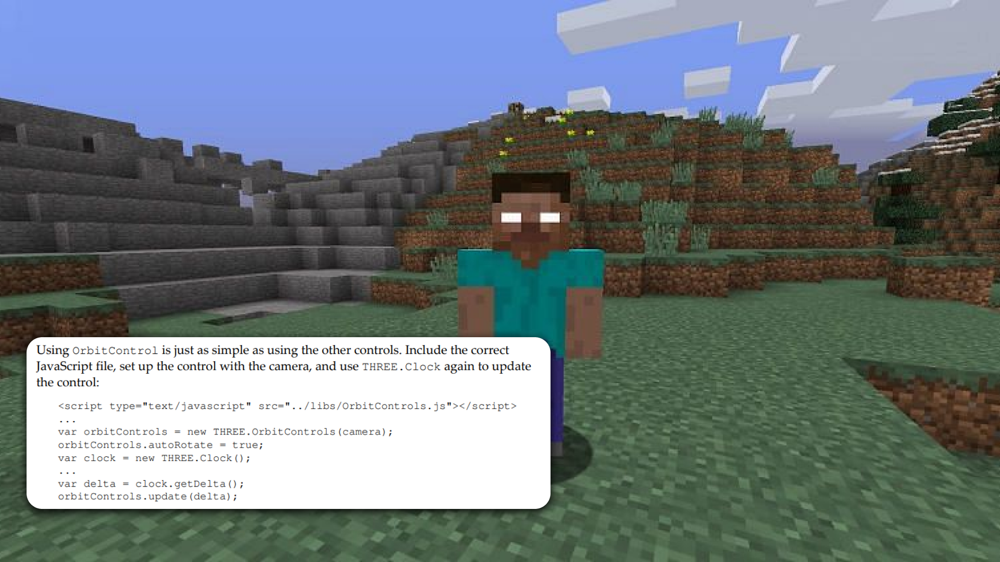 Using OrbitControl is just as simple as using the other controls. Include the correct
JavaScript file, set up the control with the camera, and use THREE.Clock again to update
the control:
<script type="text/javascript" src="../libs/OrbitControls.js"></script>
...
var orbitControls = new THREE.OrbitControls(camera);
orbitControls.autoRotate = true;
var clock = new THREE.Clock();
...
var delta = clock.getDelta();
orbitControls.update(delta);